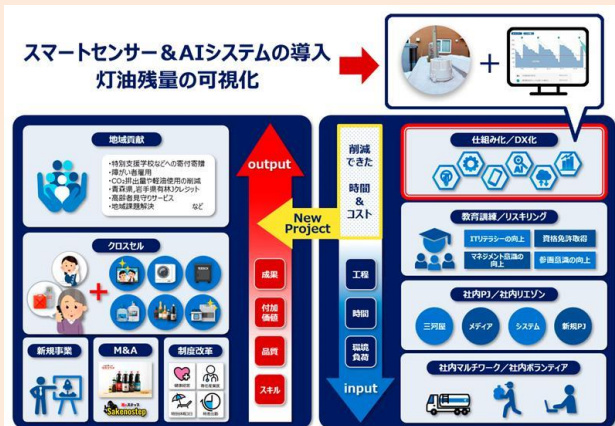 スマートセンサー＆AIシステムの導入
灯油残量の可視化
地域貢献
・特別支援学校などへの寄付寄贈
・障がい者雇用
・CO₂排出量や軽油使用の削減
・青森県、岩手県有林Jクレジット
・高齢者見守りサービス
・地域課題解決　など
クロスセル
新規事業
M&A
Sakenostep
制度改革
output
成果
付加
価値
品質
スキル
New
Project
削減
できた
時間
＆
コスト
工程
時間
環境
負荷
input
仕組み化／DX化
AI
教育訓練／リスキリング
ITリテラシーの向上
資格免許取得
マネジメント意識の
向上
参画意識の向上
社内PJ／社内リエゾン
三河屋
メディア
システム
新規PJ
社内マルチワーク／社内ボランティア